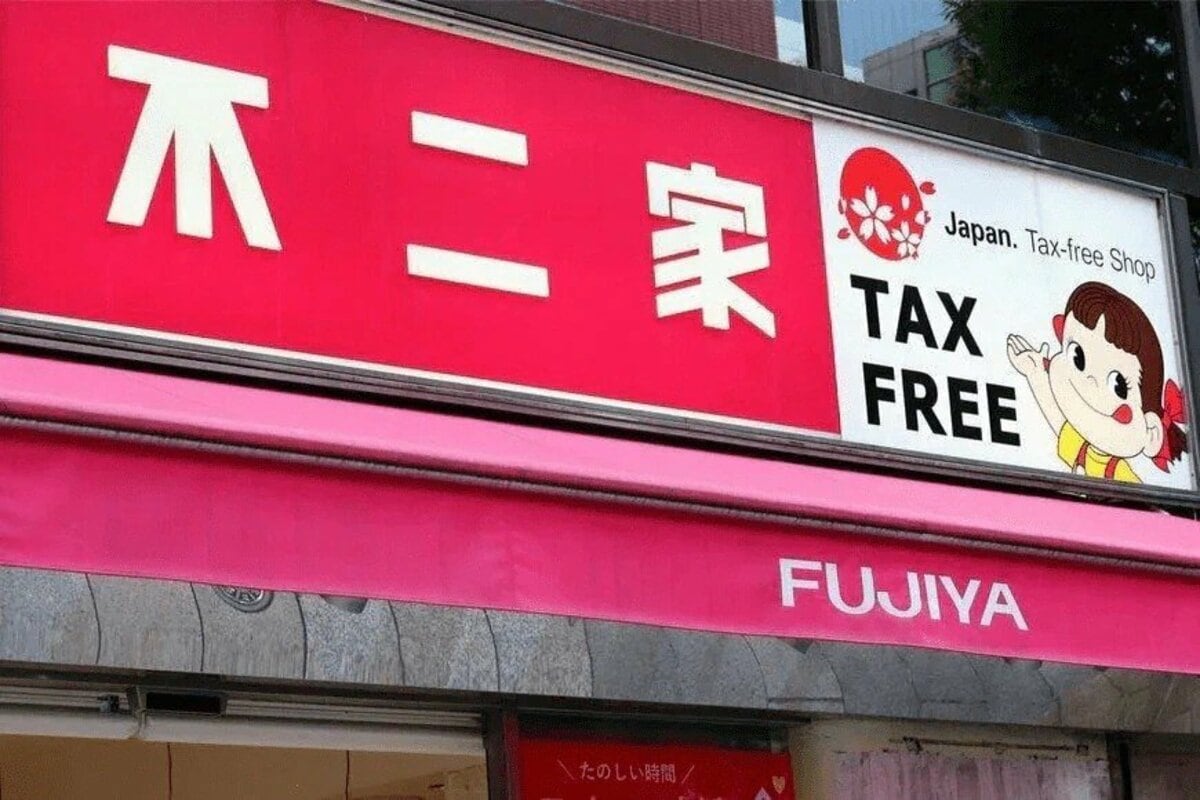 不二家
Japan. Tax-free Shop
TAX
FREE
FUJIYA
\ たのしい時間 /